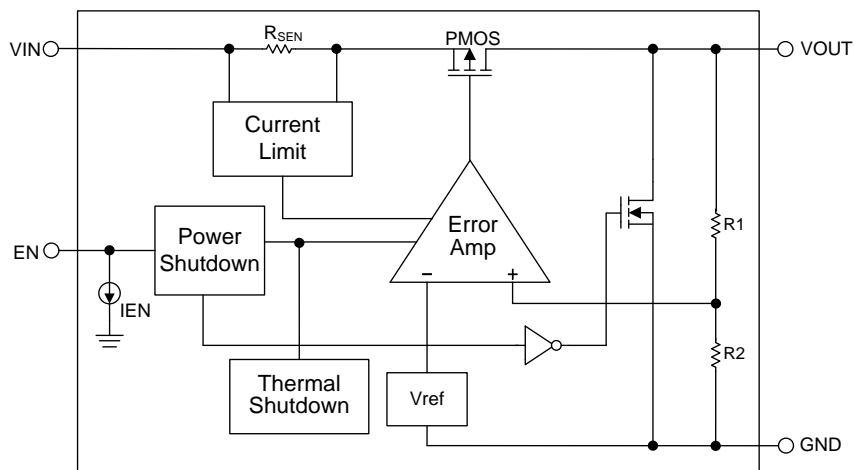 RSEN
PMOS
VIN
VOUT
Current
Limit
Error
Amp
−
+
EN
Power
Shutdown
IEN
R1
R2
Thermal
Shutdown
Vref
GND